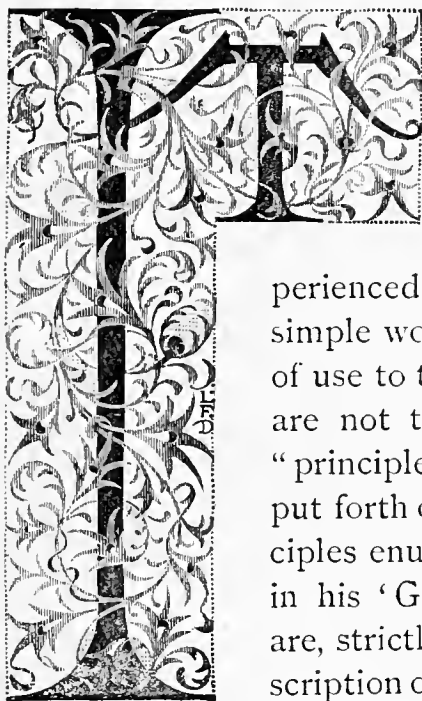 IT
LFD
perienced
simple wo
of use to t
are not t
“principle
put forth o
ciples enu
in his ‘G
are, strictl
scription o